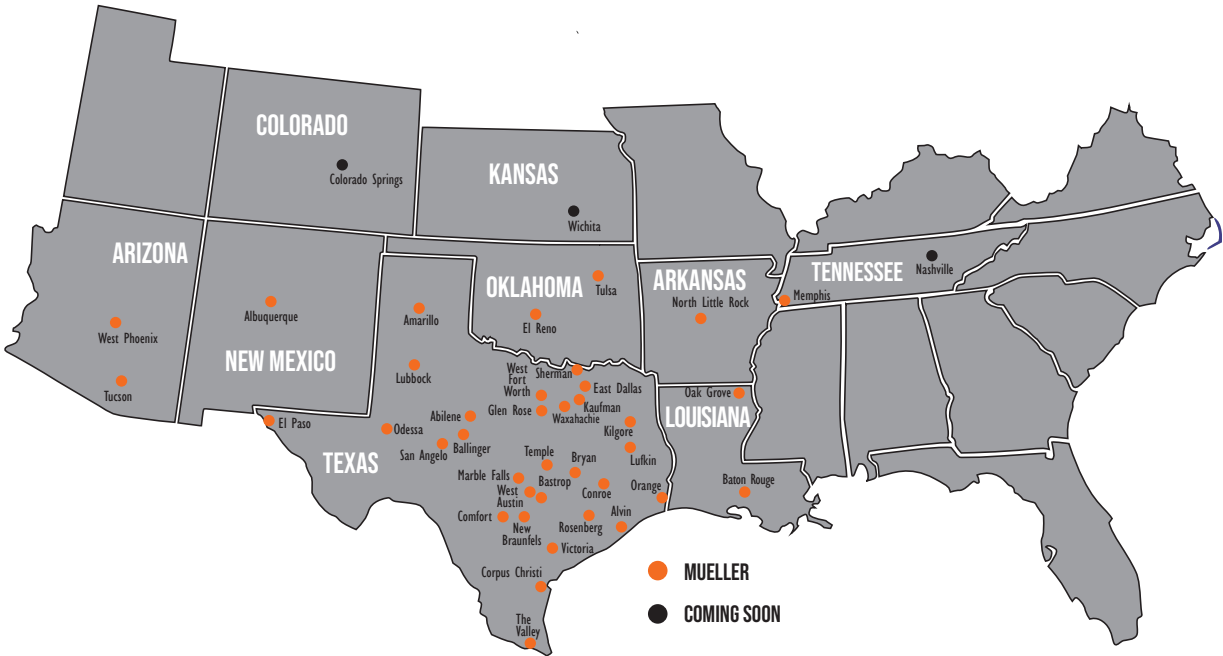 COLORADO
Colorado Springs
KANSAS
Wichita
ARIZONA
West Phoenix
Tucson
Albuquerque
NEW MEXICO
OKLAHOMA
Tulsa
El Reno
ARKANSAS
North Little Rock
TENNESSEE
Nashville
Memphis
Amarillo
Lubbock
West
Fort
Worth
Sherman
East Dallas
Glen Rose
Kaufman
Waxahachie
Oak Grove
LOUISIANA
Baton Rouge
El Paso
Odessa
Abilene
San Angelo
Ballinger
Kilgore
Lufkin
TEXAS
Temple
Bryan
Marble Falls
Bastrop
West
Austin
Conroe
Orange
Comfort
New
Braunfels
Rosenberg
Alvin
Victoria
Corpus Christi
The
Valley
MUELLER
COMING SOON